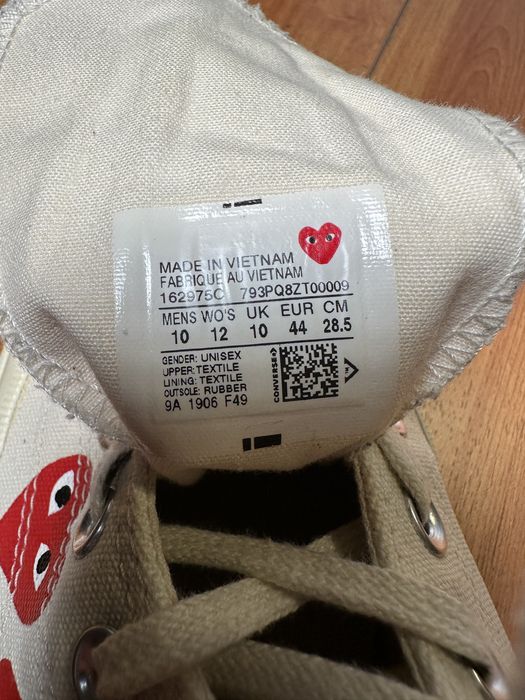 MADE IN VIETNAM
FABRIQUE AU VIETNAM
162975C 793PQ8ZT00009
MENS WO'S UK EUR CM
10 12 10 44 28.5
GENDER: UNISEX
UPPER: TEXTILE
LINING: TEXTILE
OUTSOLE: RUBBER
9A 1906 F49
CONVERSE